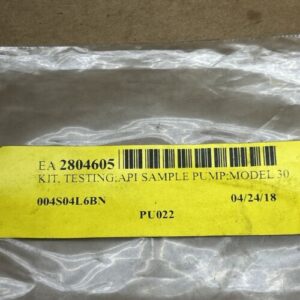 EA 2804605
KIT, TESTING;API SAMPLE PUMP;MODEL 30
004S04L6BN 04/24/18
PU022